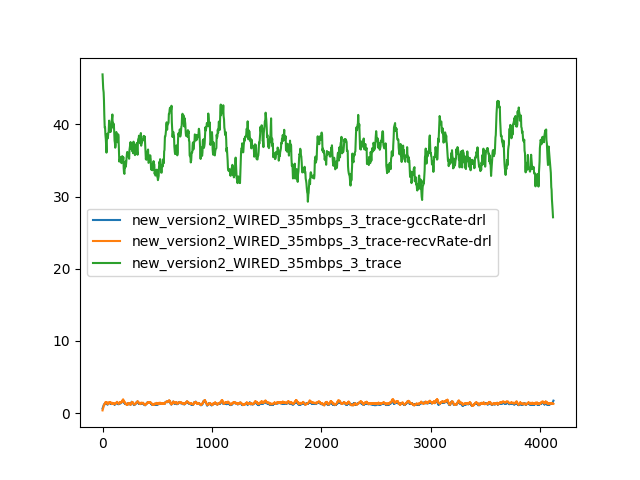 40
30
20
10
0
new_version2_WIRED_35mbps_3_trace-gccRate-drl
new_version2_WIRED_35mbps_3_trace-recvRate-drl
new_version2_WIRED_35mbps_3_trace
0 1000 2000 3000 4000